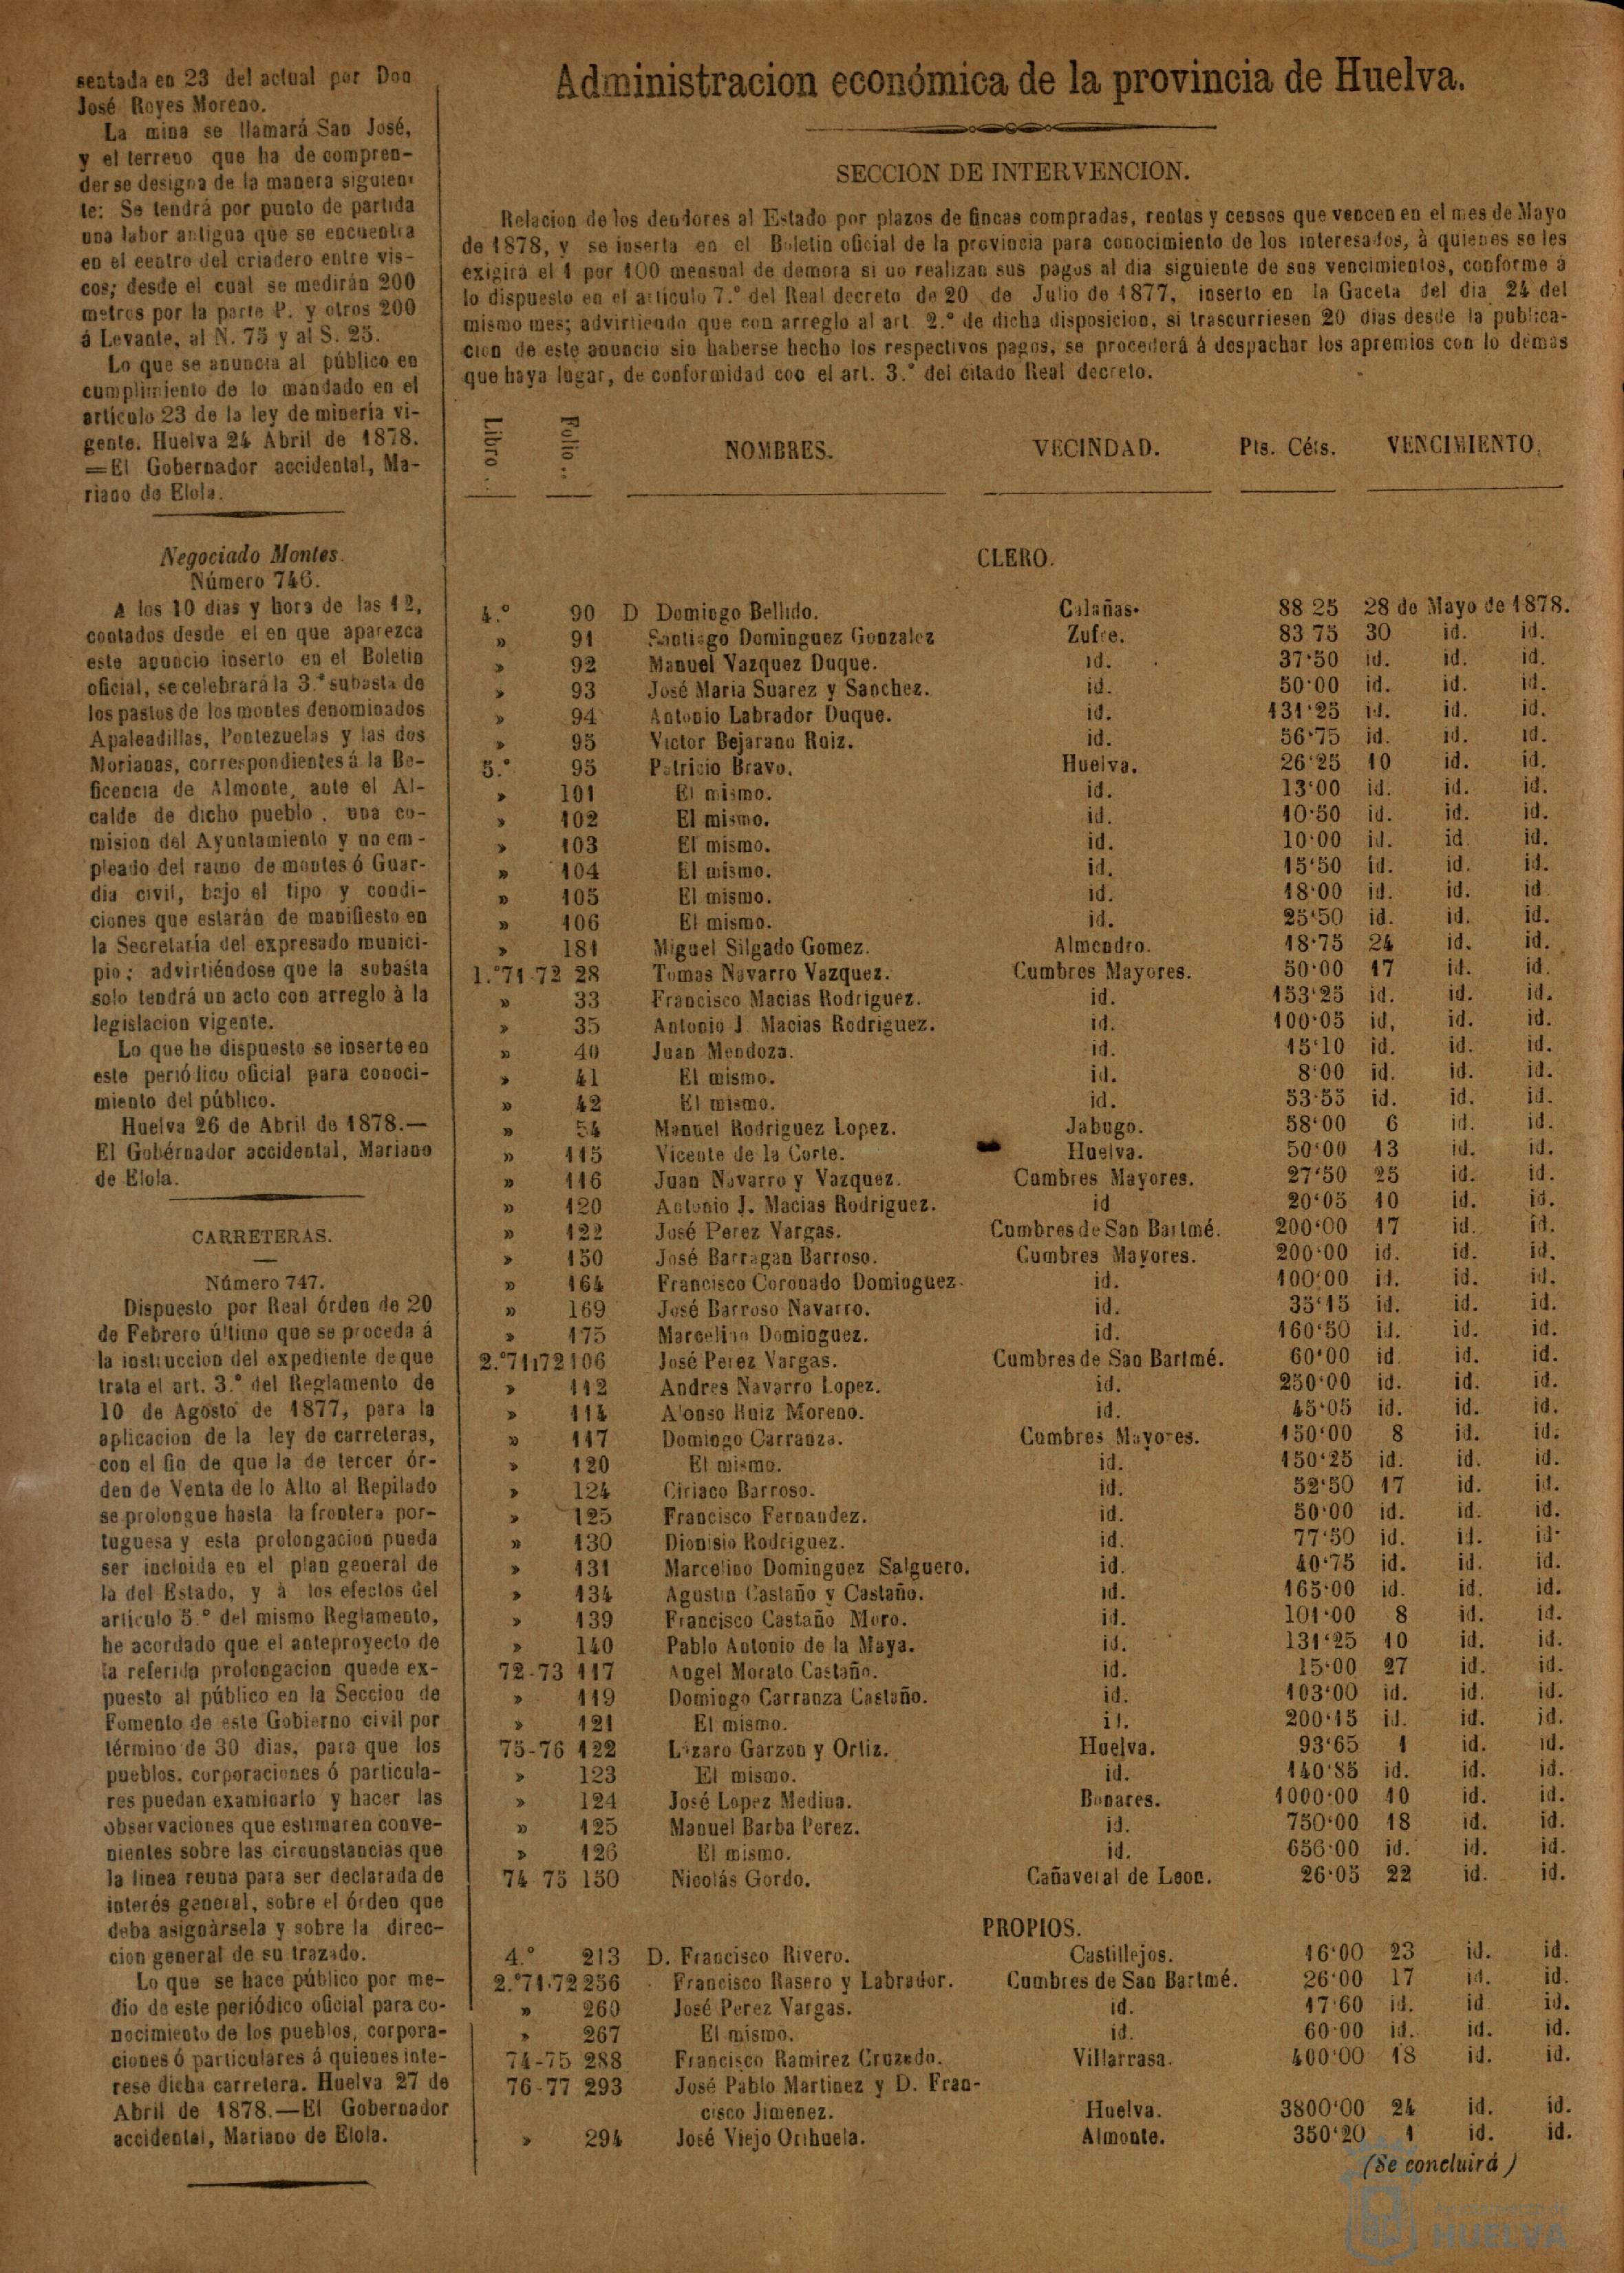 sentada en 23 del actual por Don
José Royes Moreno.
La mina se llamará San José,
y el terreno que ha de compren-
derse designa de la manera siguien-
te: Se tendrá por punto de partida
una labor antigua que se encuentra
en el centro del criadero entre vis-
cos; desde el cual se medirán 200
metros por la parte P. y otros 200
á Levante, al N. 75 y al S. 25.
Lo que se anuncia al público en
cumplimiento de lo mandado en el
artículo 23 de la ley de minería vi-
gente. Huelva 24 Abril de 1878.
=El Gobernador accidental, Ma-
riano de Elola.
Negociado Montes.
Número 746.
A los 10 dias y hora de las 12,
contados desde el en que aparezca
este anuncio inserto en el Boletin
oficial, se celebrará la 3.ª subasta de
los pastos de los montes denominados
Apaleadillas, Pontezuelas y las dos
Morianas, correspondientes á la Be-
ficencia de Almonte, ante el Al-
calde de dicho pueblo, una co-
mision del Ayuntamiento y un em-
pleado del ramo de montes ó Guar-
dia civil, bajo el tipo y condi-
ciones que estarán de manifiesto en
la Secretaría del expresado munici-
pio; advirtiéndose que la subasta
solo tendrá un acto con arreglo à la
legislacion vigente.
Lo que he dispuesto se inserte en
este periódico oficial para conoci-
miento del público.
Huelva 26 de Abril de 1878.—
El Gobernador accidental, Mariano
de Elola.
CARRETERAS.
Número 747.
Dispuesto por Real órden de 20
de Febrero último que se proceda á
la instruccion del expediente de que
trata el art. 3.º del Reglamento de
10 de Agosto de 1877, para la
aplicacion de la ley de carreteras,
con el fin de que la de tercer ór-
den de Venta de lo Alto al Repilado
se prolongue hasta la frontera por-
tuguesa y esta prolongacion pueda
ser incloida en el plan general de
la del Estado, y à los efectos del
artículo 5.º del mismo Reglamento,
he acordado que el anteproyecto de
la referida prolongacion quede ex-
puesto al público en la Seccion de
Fomento de este Gobierno civil por
término de 30 dias, para que los
pueblos, corporaciones ó particula-
res puedan examinarlo y hacer las
observaciones que estimaren conve-
nientes sobre las circunstancias que
la linea reuna para ser declarada de
interés general, sobre el órden que
deba asignàrsela y sobre la direc-
cion general de su trazado.
Lo que se hace público por me-
dio de este periódico oficial para co-
nocimiento de los pueblos, corpora-
ciones ó particulares á quienes inte-
rese dicha carretera. Huelva 27 de
Abril de 1878.—El Gobernador
accidental, Mariano de Elola.
Administracion económica de la provincia de Huelva.
SECCION DE INTERVENCION.
Relacion de los deudores al Estado por plazos de fincas compradas, rentas y censos que vencen en el mes de Mayo
de 1878, y se inserta en el Boletin oficial de la provincia para conocimiento de los interesados, à quienes se les
exigirá el 1 por 100 mensual de demora si no realizan sus pagos al dia siguiente de sus vencimientos, conforme á
lo dispuesto en el artículo 7.º del Real decreto de 20 de Julio de 1877, inserto en la Gaceta del dia 24 del
mismo mes; advirtiendo que con arreglo al art. 2.º de dicha disposicion, si trascurriesen 20 dias desde la publica-
cion de este anuncio sin haberse hecho los respectivos pagos, se procederá á despachar los apremios con lo demás
que haya lugar, de conformidad con el art. 3.º del citado Real decreto.
Libro... Folio... NOMBRES. VECINDAD. Pts. Céts. VENCIMIENTO.
CLERO.
4.º 90 D Domingo Bellido. Calañas. 88 25 28 de Mayo de 1878.
» 91 Santiago Dominguez Gonzalez Zufre. 83 75 30 id. id.
» 92 Manuel Vazquez Duque. id. 37'50 id. id. id.
» 93 José Maria Suarez y Sanchez. id. 50'00 id. id. id.
» 94 Antonio Labrador Duque. id. 131'25 id. id. id.
» 95 Victor Bejarano Ruiz. id. 56'75 id. id. id.
5.º 95 Patricio Bravo. Huelva. 26'25 10 id. id.
» 101 El mismo. id. 13'00 id. id. id.
» 102 El mismo. id. 10'50 id. id. id.
» 103 El mismo. id. 10'00 id. id. id.
» 104 El mismo. id. 15'50 id. id. id.
» 105 El mismo. id. 18'00 id. id. id.
» 106 El mismo. id. 25'50 id. id. id.
» 181 Miguel Silgado Gomez. Almendro. 18'75 24 id. id.
1.º71-72 28 Tomas Navarro Vazquez. Cumbres Mayores. 50'00 17 id. id.
» 33 Francisco Macias Rodriguez. id. 153'25 id. id. id.
» 35 Antonio J. Macias Rodriguez. id. 100'05 id, id. id.
» 40 Juan Mendoza. id. 15'10 id. id. id.
» 41 El mismo. id. 8'00 id. id. id.
» 42 El mismo. id. 53'55 id. id. id.
» 54 Manuel Rodriguez Lopez. Jabugo. 58'00 6 id. id.
» 115 Vicente de la Corte. Huelva. 50'00 13 id. id.
» 116 Juan Navarro y Vazquez. Cumbres Mayores. 27'50 25 id. id.
» 120 Antonio J. Macias Rodriguez. id 20'05 10 id. id.
» 122 José Perez Vargas. Cumbres de San Bartmé. 200'00 17 id. id.
» 150 José Barragan Barroso. Cumbres Mayores. 200'00 id. id. id.
» 164 Francisco Coronado Dominguez. id. 100'00 id. id. id.
» 169 José Barroso Navarro. id. 35'15 id. id. id.
» 175 Marcelino Dominguez. id. 160'50 id. id. id.
2.º71,72 106 José Perez Vargas. Cumbres de San Bartmé. 60'00 id. id. id.
» 112 Andres Navarro Lopez. id. 250'00 id. id. id.
» 114 Alonso Ruiz Moreno. id. 45'05 id. id. id.
» 117 Domingo Carranza. Cumbres Mayores. 150'00 8 id. id.
» 120 El mismo. id. 150'25 id. id. id.
» 124 Ciriaco Barroso. id. 52'50 17 id. id.
» 125 Francisco Fernandez. id. 50'00 id. id. id.
» 130 Dionisio Rodriguez. id. 77'50 id. id. id.
» 131 Marcelino Dominguez Salguero. id. 40'75 id. id. id.
» 134 Agustin Castaño y Castaño. id. 165'00 id. id. id.
» 139 Francisco Castaño Moro. id. 101'00 8 id. id.
» 140 Pablo Antonio de la Maya. id. 131'25 10 id. id.
72-73 117 Angel Morato Castaño. id. 15'00 27 id. id.
» 119 Domingo Carranza Castaño. id. 103'00 id. id. id.
» 121 El mismo. id. 200'15 id. id. id.
75-76 122 Lázaro Garzon y Ortiz. Huelva. 93'65 1 id. id.
» 123 El mismo. id. 140'85 id. id. id.
» 124 José Lopez Medina. Bonares. 1000'00 10 id. id.
» 125 Manuel Barba Perez. id. 750'00 18 id. id.
» 126 El mismo. id. 656'00 id. id. id.
74 75 150 Nicolás Gordo. Cañaveral de Leon. 26'05 22 id. id.
PROPIOS.
4.º 213 D. Francisco Rivero. Castillejos. 16'00 23 id. id.
2.º71,72 256 Francisco Rasero y Labrador. Cumbres de San Bartmé. 26'00 17 id. id.
» 260 José Perez Vargas. id. 17'60 id. id id.
» 267 El mismo. id. 60'00 id. id. id.
74-75 288 Francisco Ramirez Cruzedo. Villarrasa. 400'00 18 id. id.
76-77 293 José Pablo Martinez y D. Fran-
cisco Jimenez. Huelva. 3800'00 24 id. id.
» 294 José Viejo Orihuela. Almonte. 350'20 1 id. id.
(Se concluirá)
HUELVA